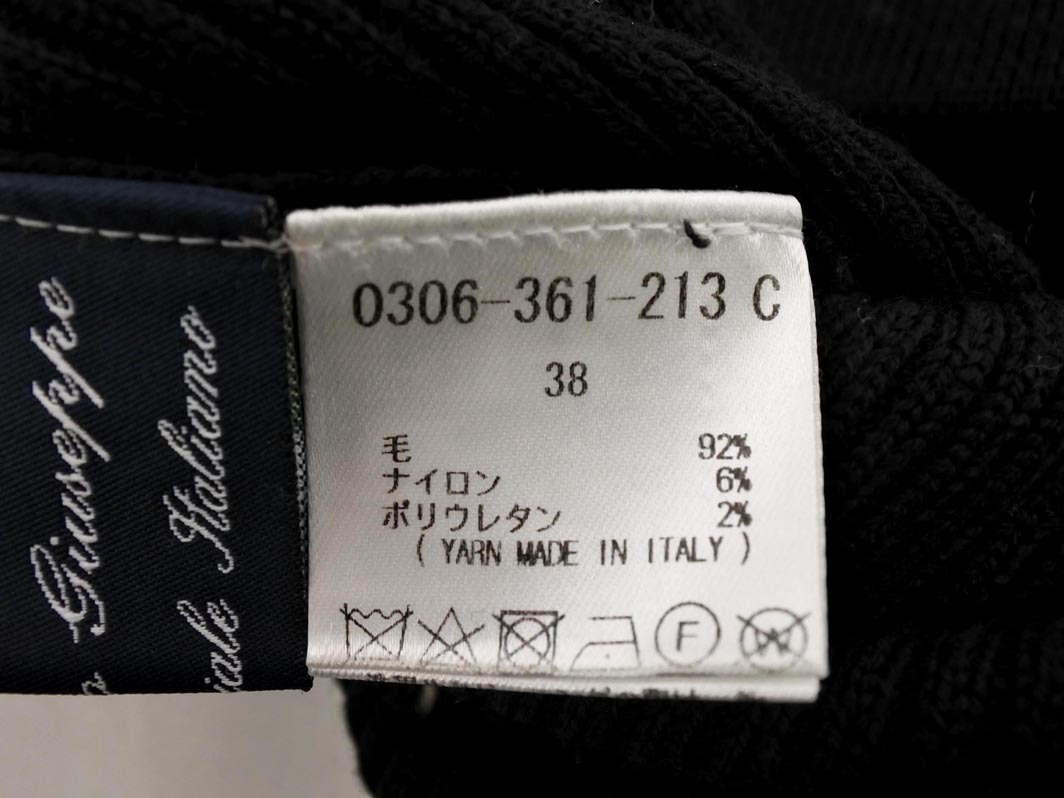 Giuseppe
Italiano
0306-361-213 C
38
毛 92%
ナイロン 6%
ポリウレタン 2%
( YARN MADE IN ITALY )
F
W